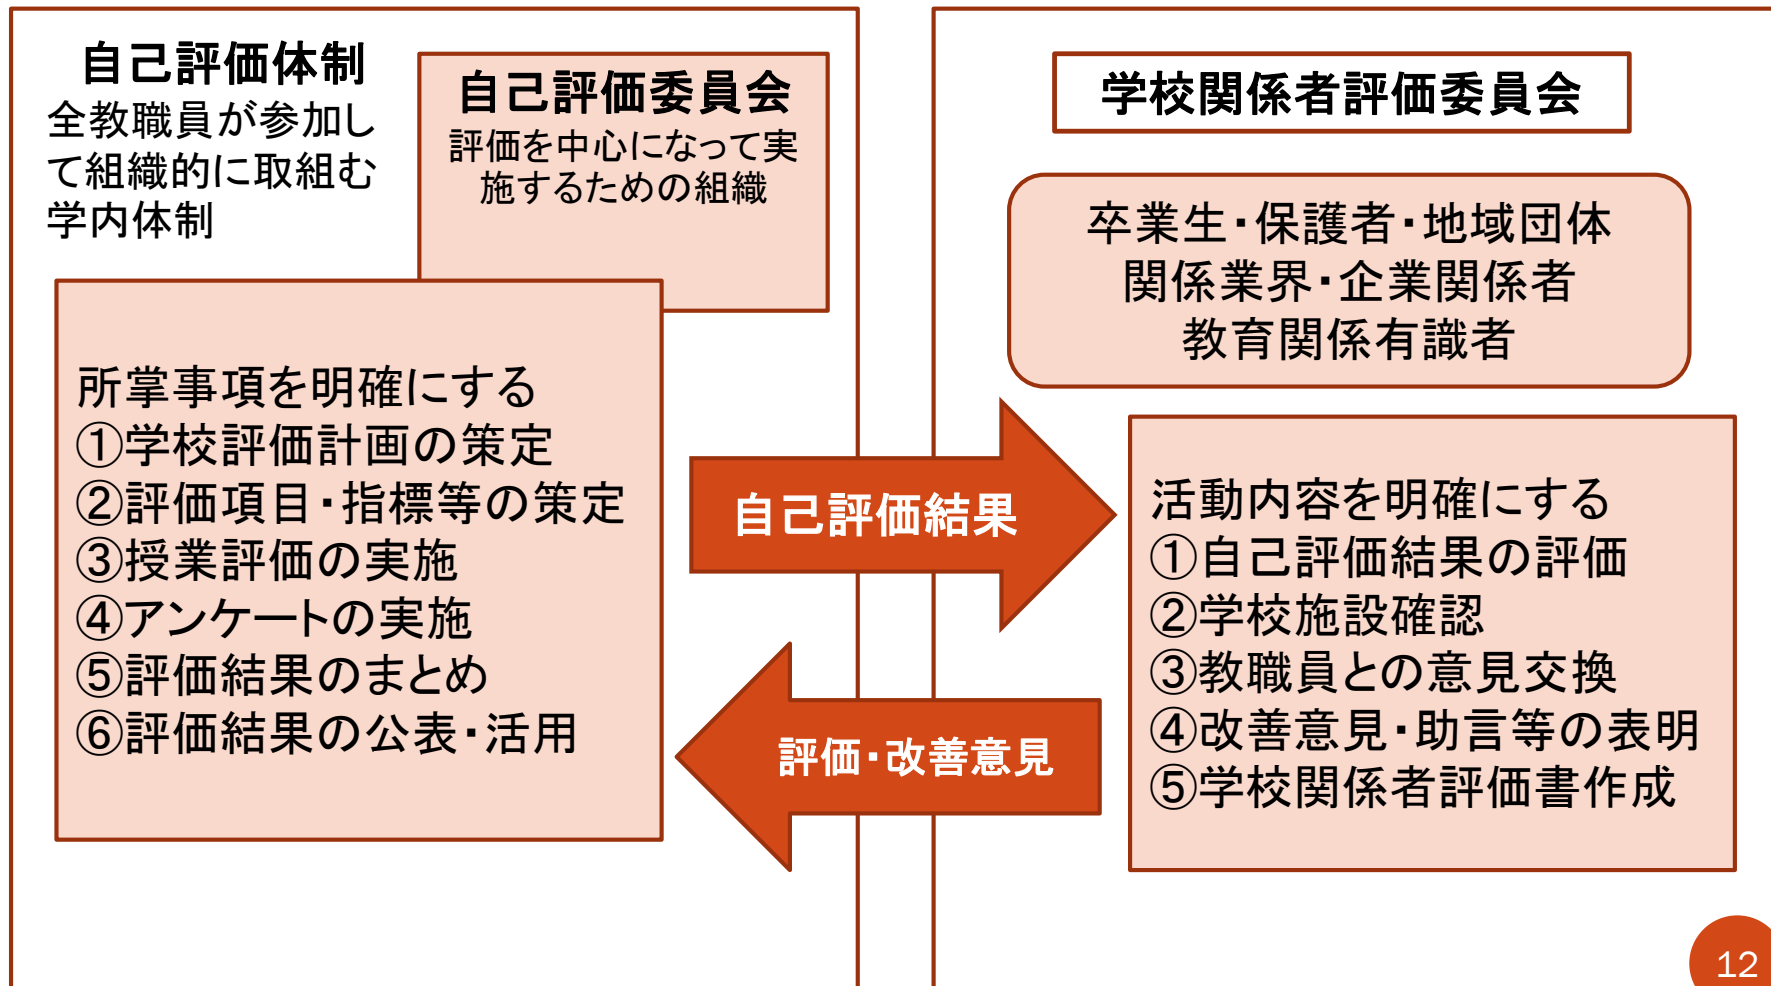 自己評価体制
全教職員が参加し
て組織的に取組む
学内体制
自己評価委員会
評価を中心になって実
施するための組織
所掌事項を明確にする
①学校評価計画の策定
②評価項目・指標等の策定
③授業評価の実施
④アンケートの実施
⑤評価結果のまとめ
⑥評価結果の公表・活用
自己評価結果
評価・改善意見
学校関係者評価委員会
卒業生・保護者・地域団体
関係業界・企業関係者
教育関係有識者
活動内容を明確にする
①自己評価結果の評価
②学校施設確認
③教職員との意見交換
④改善意見・助言等の表明
⑤学校関係者評価書作成
12